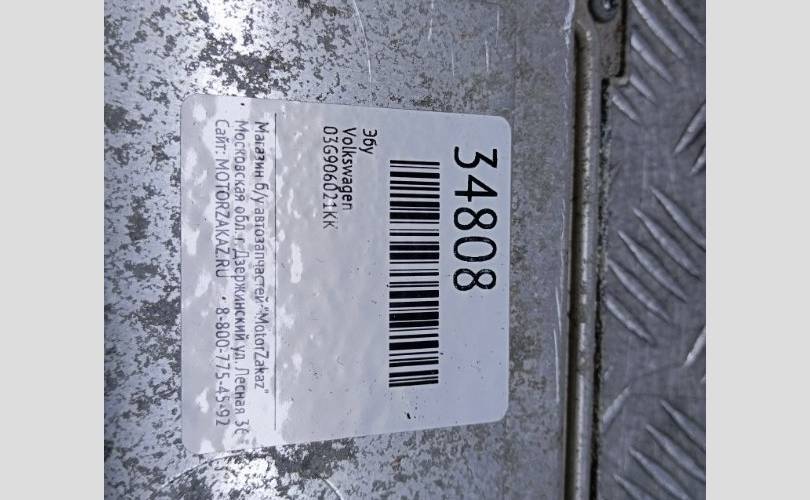 34808
Эбу
Volkswagen
03G906021KK
Магазин б/у автозапчастей "MotorZakaz"
Московская обл. г. Дзержинский ул. Лесная 36
Сайт: MOTORZAKAZ.RU • 8-800-775-45-92